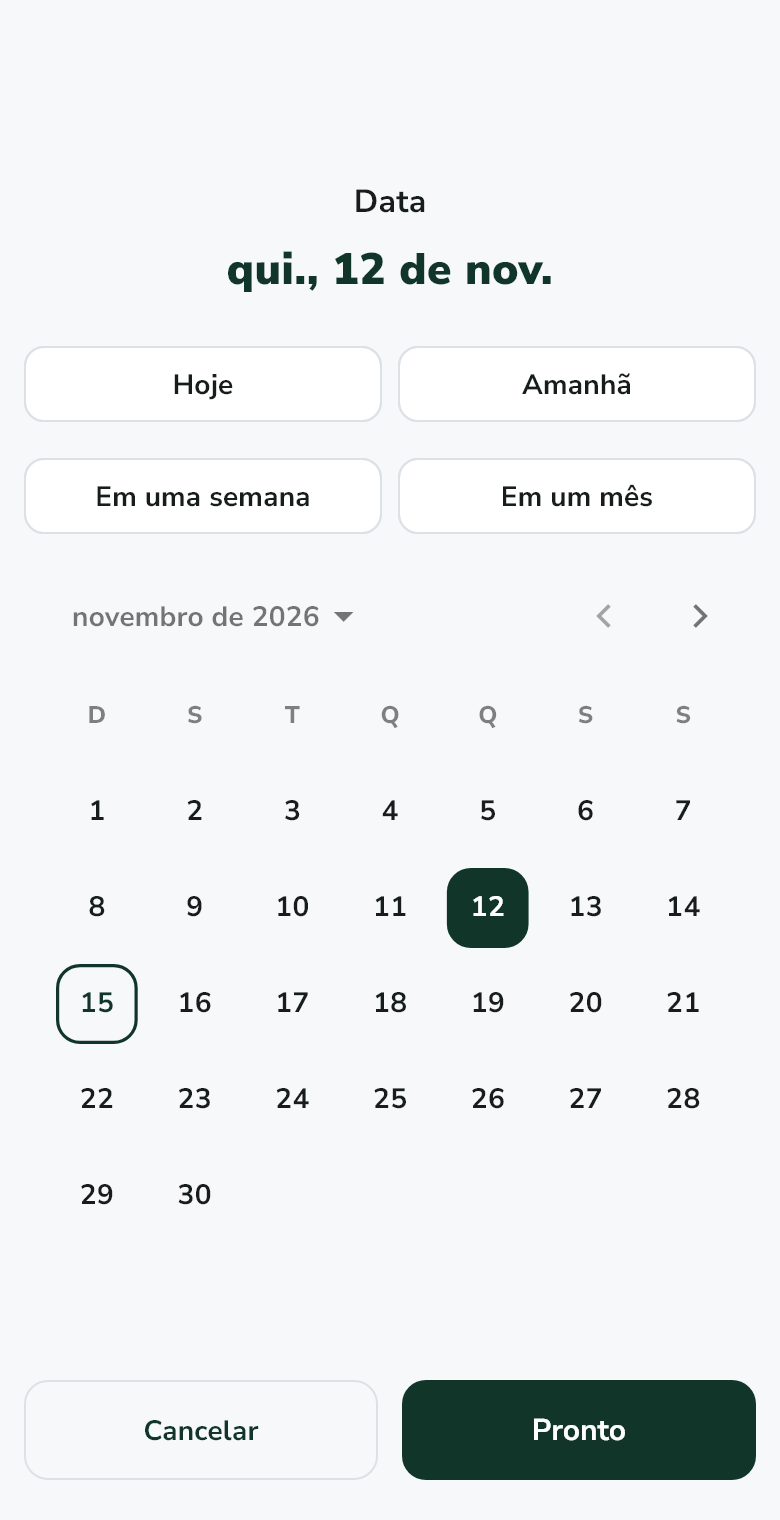 Data
qui., 12 de nov.
Hoje Amanhã
Em uma semana Em um mês
novembro de 2026
D S T Q Q S S
1 2 3 4 5 6 7
8 9 10 11 12 13 14
15 16 17 18 19 20 21
22 23 24 25 26 27 28
29 30
Cancelar Pronto